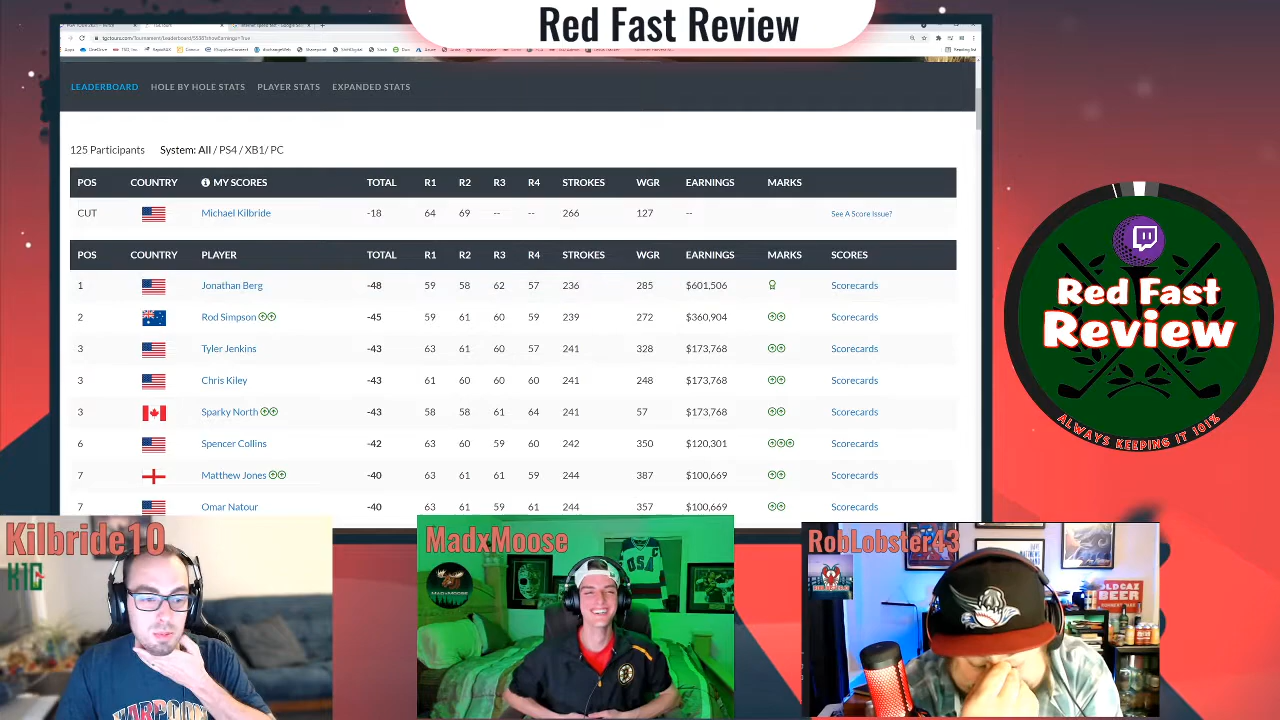 Red Fast Review
LEADERBOARD HOLE BY HOLE STATS PLAYER STATS EXPANDED STATS
125 Participants System: All / PS4 / XB1/ PC
POS COUNTRY MY SCORES TOTAL R1 R2 R3 R4 STROKES WGR EARNINGS MARKS
CUT Michael Kilbride -18 64 69 -- -- 266 127 -- See A Score Issue?
POS COUNTRY PLAYER TOTAL R1 R2 R3 R4 STROKES WGR EARNINGS MARKS SCORES
1 Jonathan Berg -48 59 58 62 57 285 $601,506 Scorecards
2 Rod Simpson -45 59 61 60 59 239 272 $360,904 Scorecards
3 Tyler Jenkins -43 63 61 60 57 241 328 $173,768 Scorecards
3 Chris Kiley -43 61 60 60 60 241 248 $173,768 Scorecards
3 Sparky North -43 58 58 61 64 241 57 $173,768 Scorecards
6 Spencer Collins -42 63 60 59 60 242 350 $120,301 Scorecards
7 Matthew Jones -40 63 61 61 59 244 387 $100,669 Scorecards
7 Omar Natour -40 63 61 59 61 244 357 $100,669 Scorecards
Red Fast
Review
ALWAYS KEEPING IT 101%
Kilbride10
K10
HARPOON
MadxMoose
MADxMOOSE
USA
RobLobster43
BEER